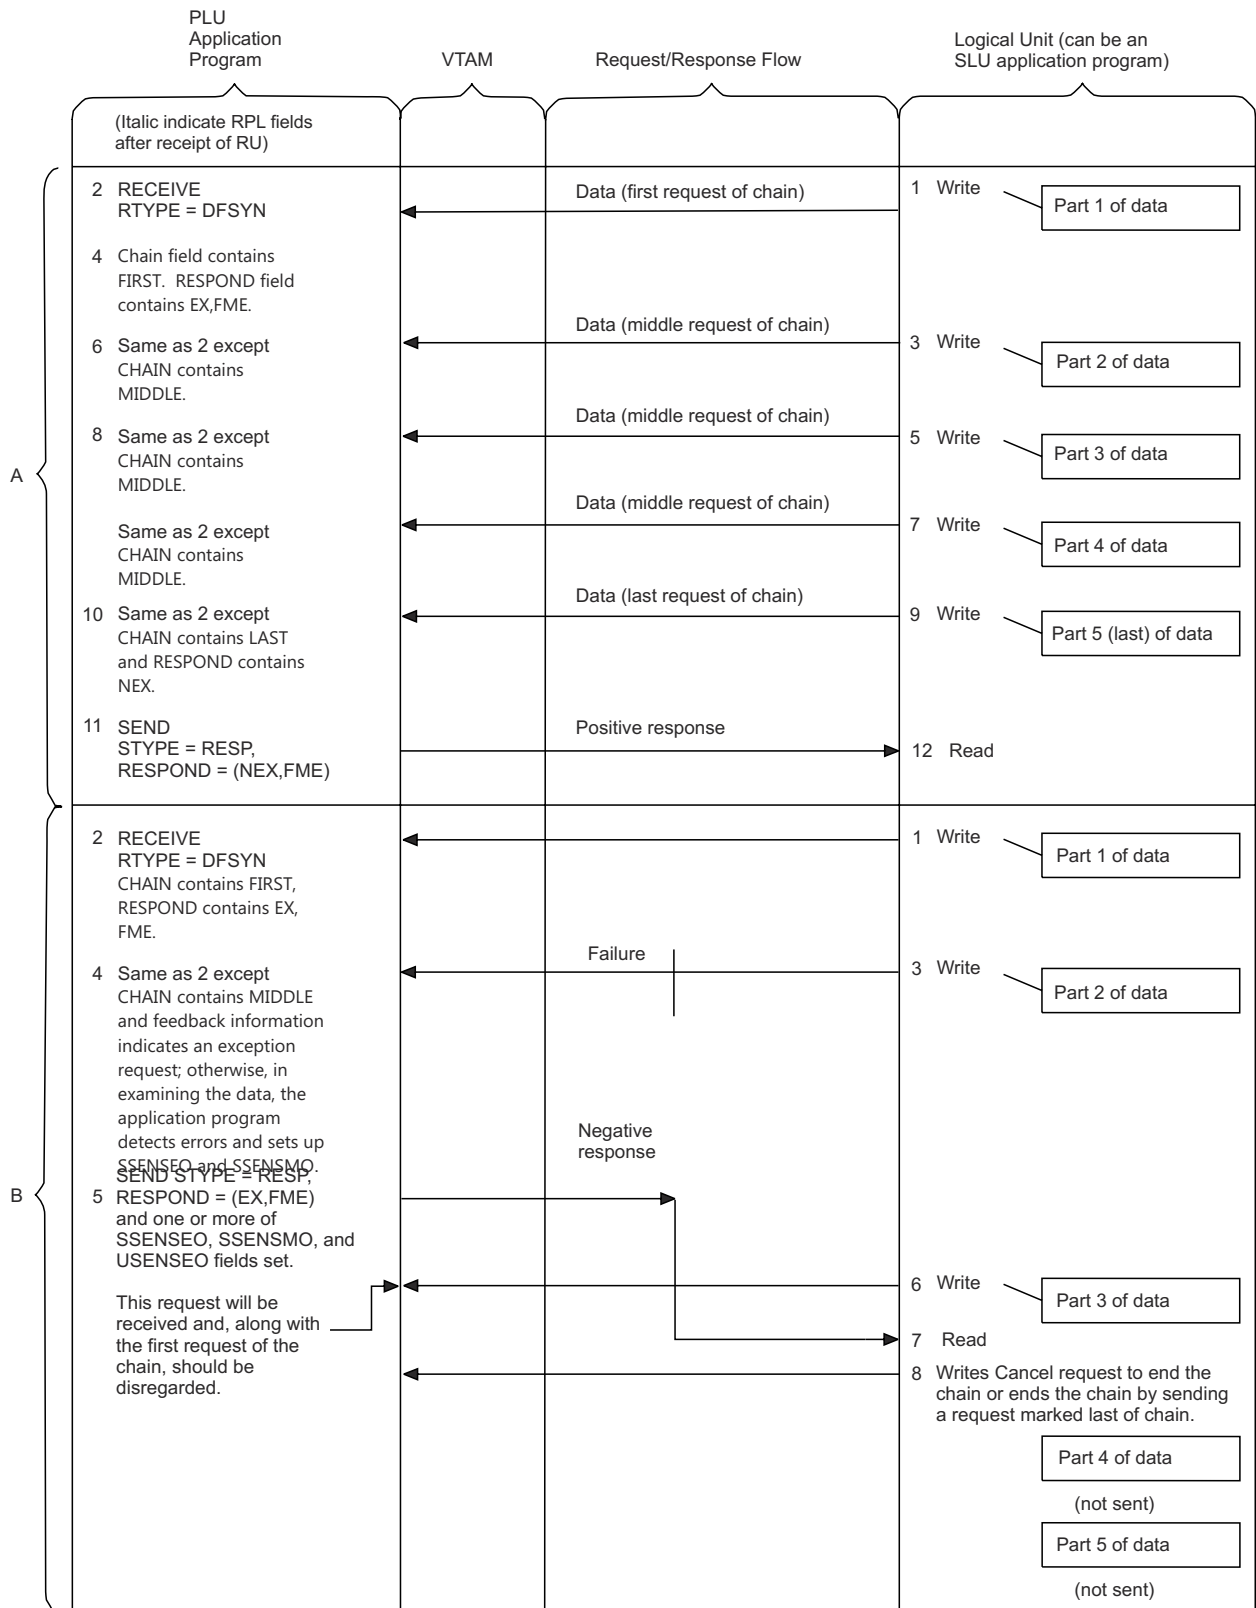 PLU
Application
Program
VTAM
Request/Response Flow
Logical Unit (can be an
SLU application program)
(Italic indicate RPL fields
after receipt of RU)
A
2 RECEIVE
RTYPE = DFSYN
Data (first request of chain)
1 Write
Part 1 of data
4 Chain field contains
FIRST. RESPOND field
contains EX,FME.
Data (middle request of chain)
3 Write
Part 2 of data
6 Same as 2 except
CHAIN contains
MIDDLE.
Data (middle request of chain)
5 Write
Part 3 of data
8 Same as 2 except
CHAIN contains
MIDDLE.
Data (middle request of chain)
7 Write
Part 4 of data
Same as 2 except
CHAIN contains
MIDDLE.
Data (last request of chain)
9 Write
Part 5 (last) of data
10 Same as 2 except
CHAIN contains LAST
and RESPOND contains
NEX.
11 SEND
STYPE = RESP,
RESPOND = (NEX,FME)
Positive response
12 Read
B
2 RECEIVE
RTYPE = DFSYN
CHAIN contains FIRST,
RESPOND contains EX,
FME.
1 Write
Part 1 of data
Failure
3 Write
Part 2 of data
4 Same as 2 except
CHAIN contains MIDDLE
and feedback information
indicates an exception
request; otherwise, in
examining the data, the
application program
detects errors and sets up
SSENSEO and SSENSMO.
Negative
response
SEND STYPE = RESP,
5 RESPOND = (EX,FME)
and one or more of
SSENSEO, SSENSMO, and
USENSEO fields set.
6 Write
Part 3 of data
This request will be
received and, along with
the first request of the
chain, should be
disregarded.
7 Read
8 Writes Cancel request to end the
chain or ends the chain by sending
a request marked last of chain.
Part 4 of data
(not sent)
Part 5 of data
(not sent)